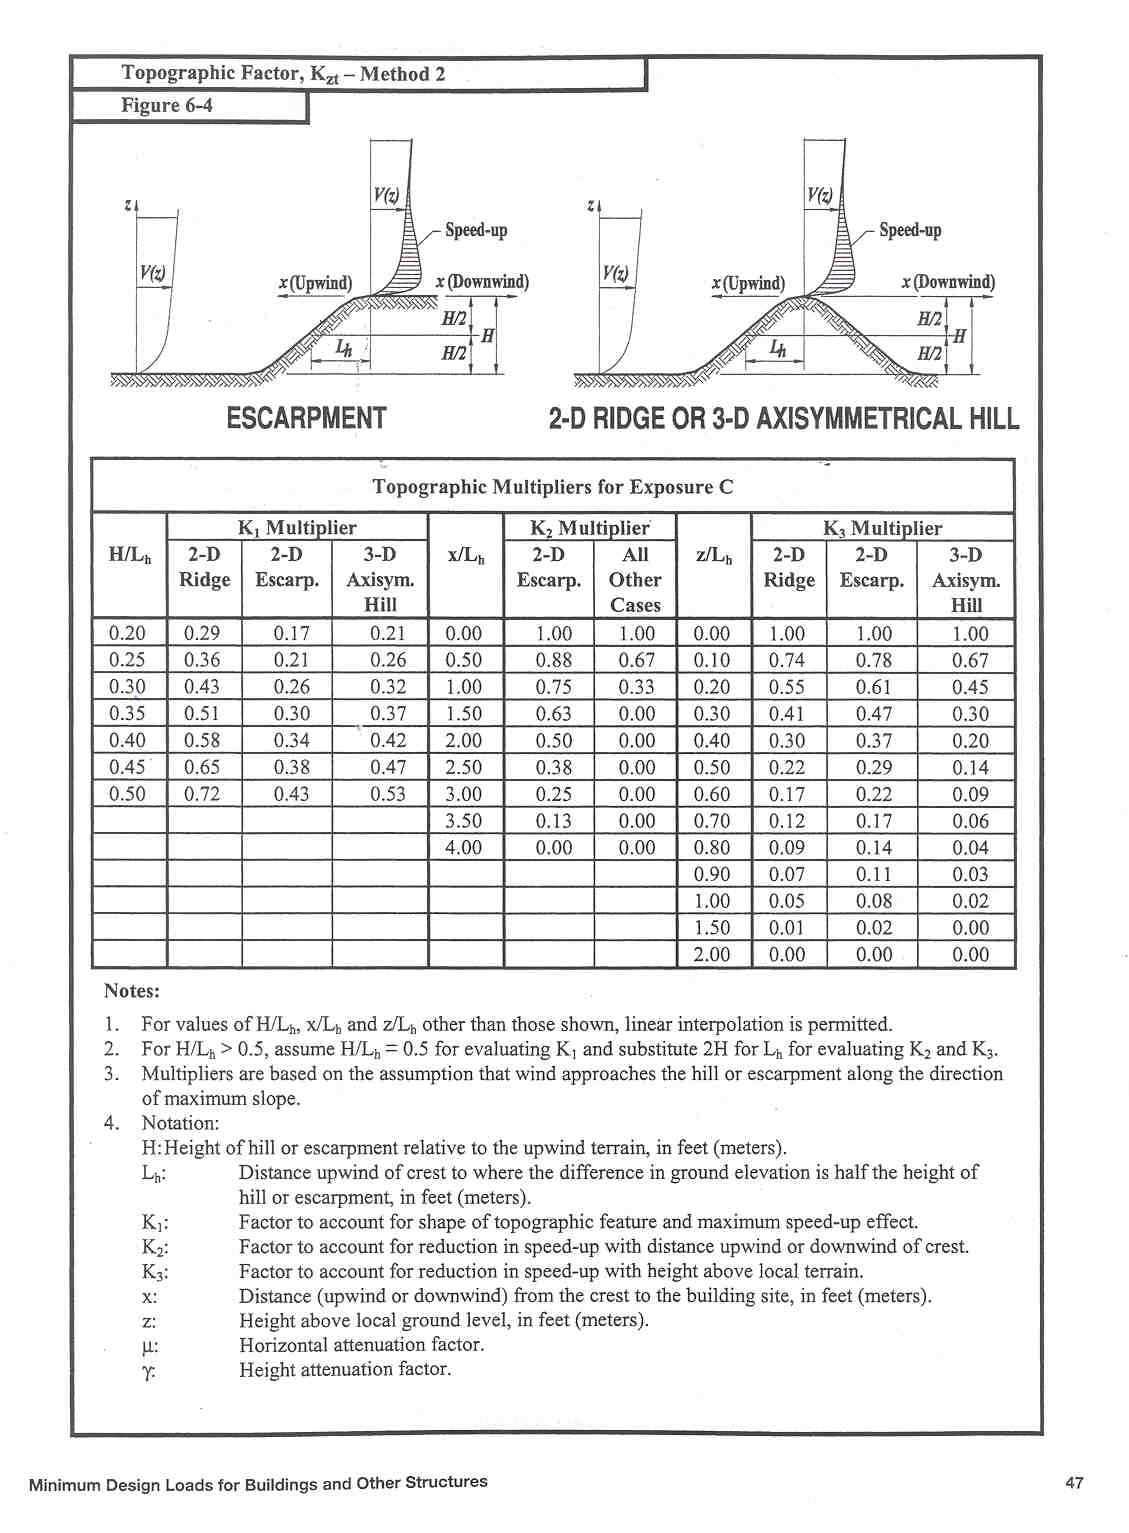 Topographic Factor, Kzt – Method 2
Figure 6-4
z
V(z)
V(z)
Speed-up
x (Upwind)
x (Downwind)
H/2
H
Lh
H/2
z
V(z)
V(z)
Speed-up
x (Upwind)
x (Downwind)
H/2
H
Lh
H/2
ESCARPMENT
2-D RIDGE OR 3-D AXISYMMETRICAL HILL
Topographic Multipliers for Exposure C
K1 Multiplier K2 Multiplier K3 Multiplier
H/Lh 2-D 2-D 3-D x/Lh 2-D All z/Lh 2-D 2-D 3-D
Ridge Escarp. Axisym. Escarp. Other Ridge Escarp. Axisym.
Hill Cases Hill
0.20 0.29 0.17 0.21 0.00 1.00 1.00 0.00 1.00 1.00 1.00
0.25 0.36 0.21 0.26 0.50 0.88 0.67 0.10 0.74 0.78 0.67
0.30 0.43 0.26 0.32 1.00 0.75 0.33 0.20 0.55 0.61 0.45
0.35 0.51 0.30 0.37 1.50 0.63 0.00 0.30 0.41 0.47 0.30
0.40 0.58 0.34 0.42 2.00 0.50 0.00 0.40 0.30 0.37 0.20
0.45 0.65 0.38 0.47 2.50 0.38 0.00 0.50 0.22 0.29 0.14
0.50 0.72 0.43 0.53 3.00 0.25 0.00 0.60 0.17 0.22 0.09
3.50 0.13 0.00 0.70 0.12 0.17 0.06
4.00 0.00 0.00 0.80 0.09 0.14 0.04
0.90 0.07 0.11 0.03
1.00 0.05 0.08 0.02
1.50 0.01 0.02 0.00
2.00 0.00 0.00 0.00
Notes:
1. For values of H/Lh, x/Lh and z/Lh other than those shown, linear interpolation is permitted.
2. For H/Lh > 0.5, assume H/Lh = 0.5 for evaluating K1 and substitute 2H for Lh for evaluating K2 and K3.
3. Multipliers are based on the assumption that wind approaches the hill or escarpment along the direction
of maximum slope.
4. Notation:
H: Height of hill or escarpment relative to the upwind terrain, in feet (meters).
Lh: Distance upwind of crest to where the difference in ground elevation is half the height of
hill or escarpment, in feet (meters).
K1: Factor to account for shape of topographic feature and maximum speed-up effect.
K2: Factor to account for reduction in speed-up with distance upwind or downwind of crest.
K3: Factor to account for reduction in speed-up with height above local terrain.
x: Distance (upwind or downwind) from the crest to the building site, in feet (meters).
z: Height above local ground level, in feet (meters).
μ: Horizontal attenuation factor.
γ: Height attenuation factor.
Minimum Design Loads for Buildings and Other Structures 47